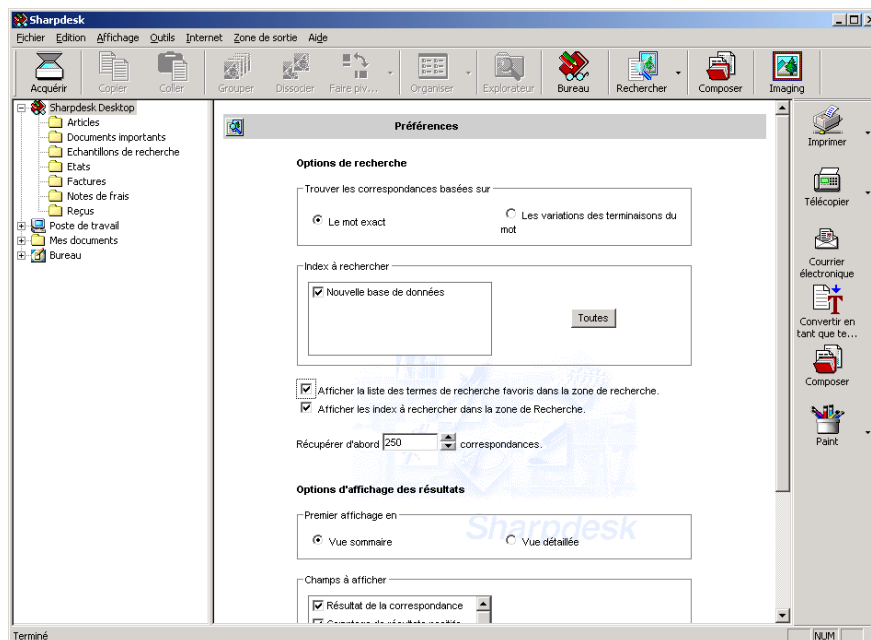 Sharpdesk
Fichier Edition Affichage Outils Internet Zone de sortie Aide
Acquérir Copier Coller Grouper Dissocier Faire piv... Organiser Explorateur Bureau Rechercher Composer Imaging
Sharpdesk Desktop
Articles
Documents importants
Echantillons de recherche
Etats
Factures
Notes de frais
Reçus
Poste de travail
Mes documents
Bureau
Préférences
Options de recherche
Trouver les correspondances basées sur
Le mot exact
Les variations des terminaisons du
mot
Index à rechercher
Nouvelle base de données
Toutes
Afficher la liste des termes de recherche favoris dans la zone de recherche.
Afficher les index à rechercher dans la zone de Recherche.
Récupérer d'abord 250 correspondances.
Options d'affichage des résultats
Premier affichage en
Sharpdesk
Vue sommaire
Vue détaillée
Champs à afficher
Résultat de la correspondance
Comptage de résultats positifs
Imprimer
Télécopier
Courrier
électronique
Convertir en
tant que te...
Composer
Paint
Terminé
NUM